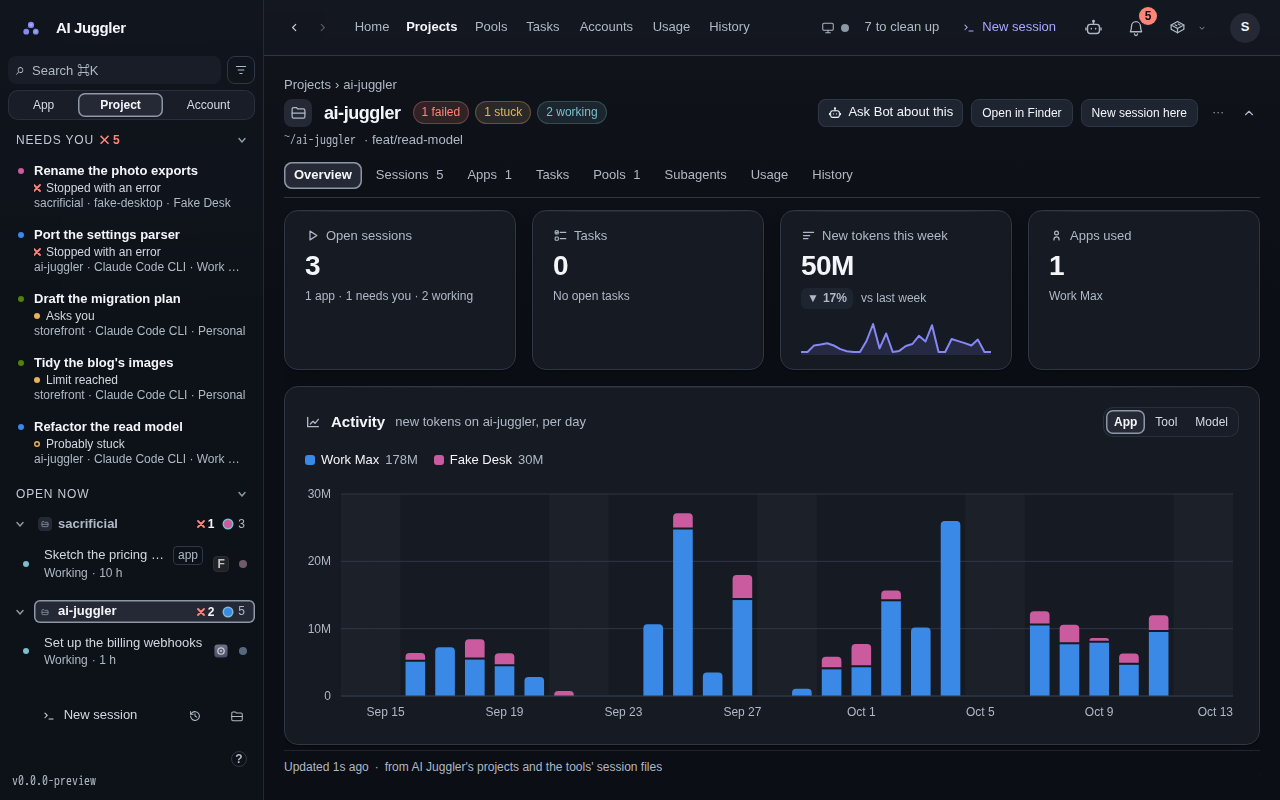 AI Juggler
Search ⌘K
App Project Account
NEEDS YOU 5
Rename the photo exports
Stopped with an error
sacrificial · fake-desktop · Fake Desk
Port the settings parser
Stopped with an error
ai-juggler · Claude Code CLI · Work …
Draft the migration plan
Asks you
storefront · Claude Code CLI · Personal
Tidy the blog's images
Limit reached
storefront · Claude Code CLI · Personal
Refactor the read model
Probably stuck
ai-juggler · Claude Code CLI · Work …
OPEN NOW
sacrificial 1 3
Sketch the pricing … app F
Working · 10 h
ai-juggler 2 5
Set up the billing webhooks
Working · 1 h
New session
?
v0.0.0-preview
Home Projects Pools Tasks Accounts Usage History 7 to clean up New session 5 S
Projects › ai-juggler
ai-juggler 1 failed 1 stuck 2 working Ask Bot about this Open in Finder New session here ···
~/ai-juggler · feat/read-model
Overview Sessions 5 Apps 1 Tasks Pools 1 Subagents Usage History
Open sessions
3
1 app · 1 needs you · 2 working
Tasks
0
No open tasks
New tokens this week
50M
▼ 17% vs last week
Apps used
1
Work Max
Activity new tokens on ai-juggler, per day App Tool Model
Work Max 178M Fake Desk 30M
30M
20M
10M
0
Sep 15 Sep 19 Sep 23 Sep 27 Oct 1 Oct 5 Oct 9 Oct 13
Updated 1s ago · from AI Juggler's projects and the tools' session files